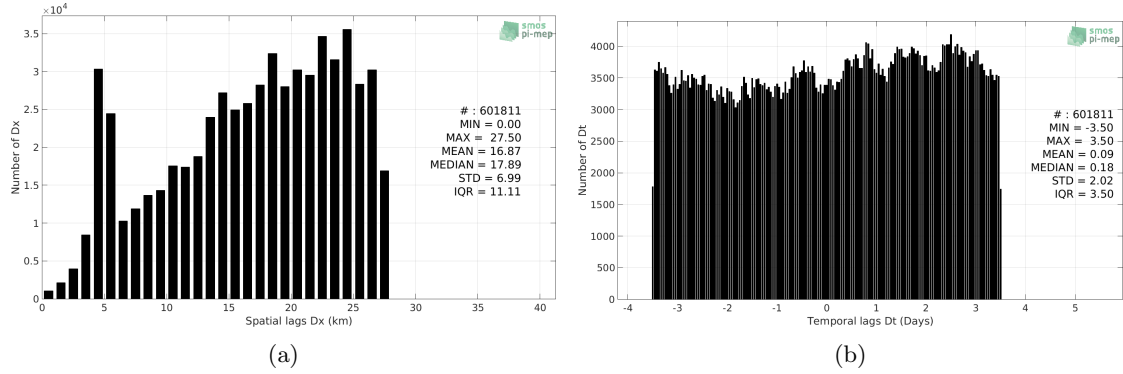 ×10⁴
3.5
3
2.5
2
1.5
1
0.5
0
Number of Dx
smos
pi-mep
# : 601811
MIN = 0.00
MAX = 27.50
MEAN = 16.87
MEDIAN = 17.89
STD = 6.99
IQR = 11.11
0 5 10 15 20 25 30 35 40
Spatial lags Dx (km)
(a)
4000
3500
3000
2500
2000
1500
1000
500
0
Number of Dt
smos
pi-mep
# : 601811
MIN = -3.50
MAX = 3.50
MEAN = 0.09
MEDIAN = 0.18
STD = 2.02
IQR = 3.50
-4 -3 -2 -1 0 1 2 3 4 5
Temporal lags Dt (Days)
(b)